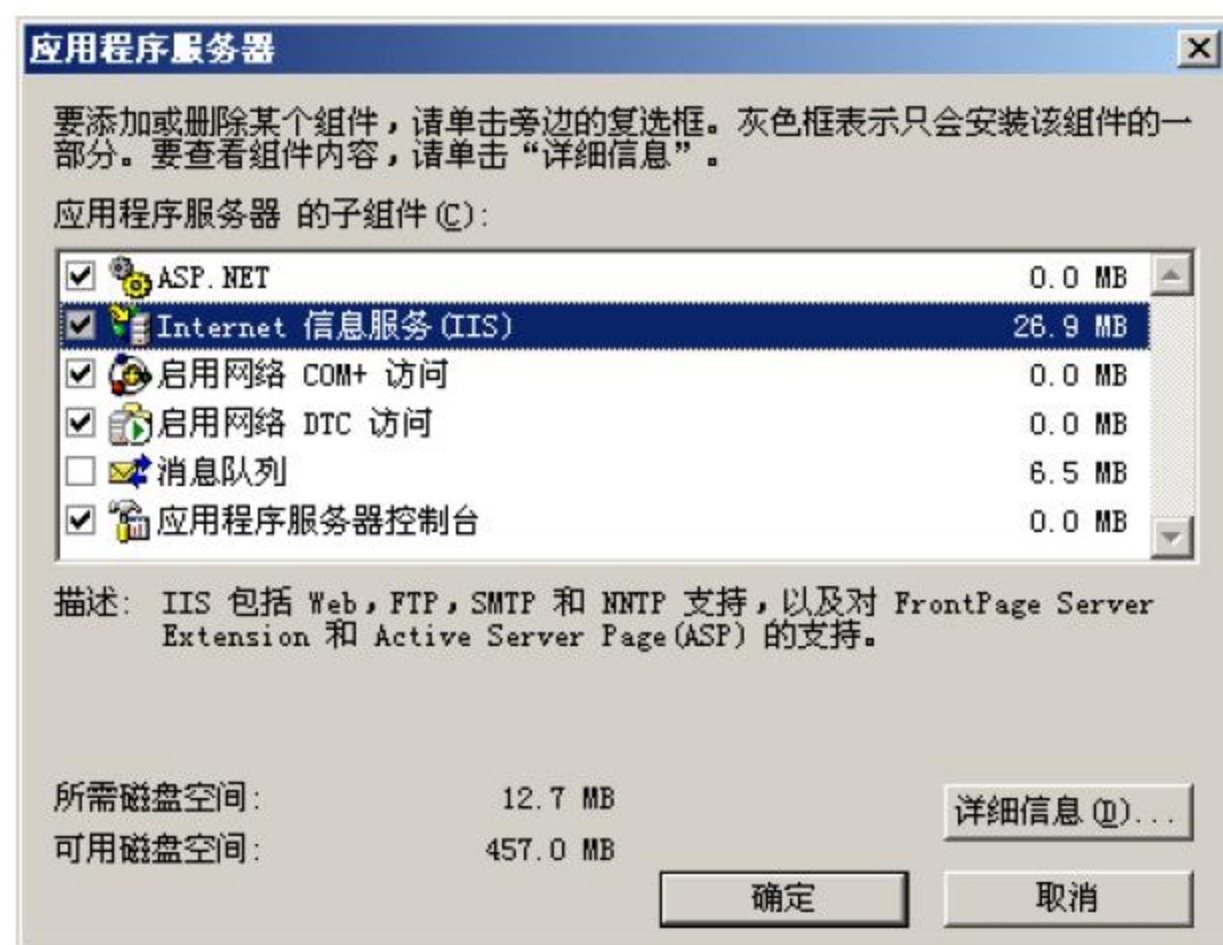 应用程序服务器
要添加或删除某个组件，请单击旁边的复选框。灰色框表示只会安装该组件的一
部分。要查看组件内容，请单击“详细信息”。
应用程序服务器 的子组件(C):
ASP.NET 0.0 MB
Internet 信息服务(IIS) 26.9 MB
启用网络 COM+ 访问 0.0 MB
启用网络 DTC 访问 0.0 MB
消息队列 6.5 MB
应用程序服务器控制台 0.0 MB
描述: IIS 包括 Web，FTP，SMTP 和 NNTP 支持，以及对 FrontPage Server
Extension 和 Active Server Page(ASP) 的支持。
所需磁盘空间: 12.7 MB
可用磁盘空间: 457.0 MB
详细信息(D)...
确定 取消